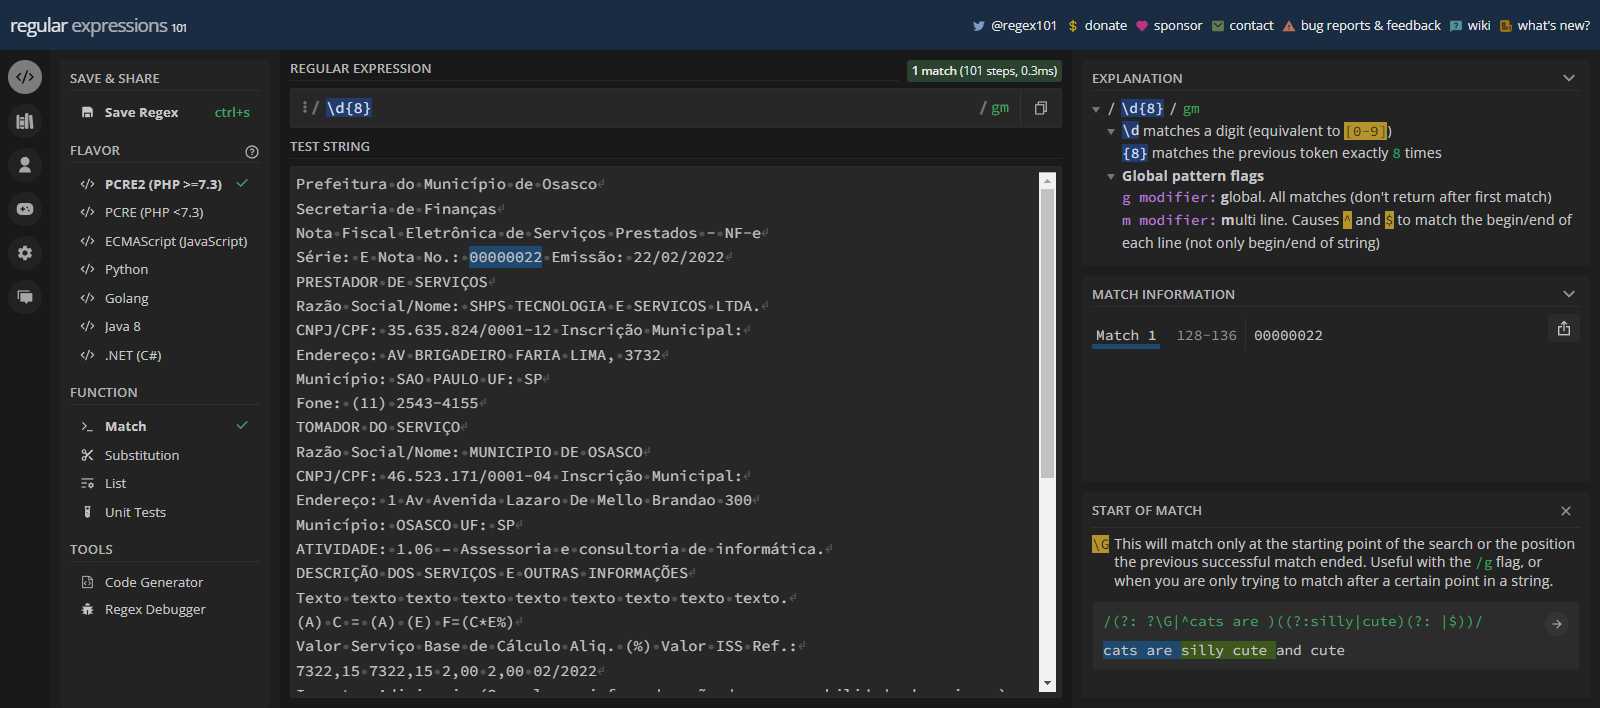 regular expressions 101
@regex101 $ donate sponsor contact bug reports & feedback wiki what's new?
SAVE & SHARE
Save Regex ctrl+s
FLAVOR
PCRE2 (PHP >=7.3)
PCRE (PHP <7.3)
ECMAScript (JavaScript)
Python
Golang
Java 8
.NET (C#)
FUNCTION
Match
Substitution
List
Unit Tests
TOOLS
Code Generator
Regex Debugger
REGULAR EXPRESSION
1 match (101 steps, 0.3ms)
/ \d{8} / gm
TEST STRING
Prefeitura do Município de Osasco
Secretaria de Finanças
Nota Fiscal Eletrônica de Serviços Prestados - NF-e
Série: E Nota No.: 00000022 Emissão: 22/02/2022
PRESTADOR DE SERVIÇOS
Razão Social/Nome: SHPS TECNOLOGIA E SERVICOS LTDA.
CNPJ/CPF: 35.635.824/0001-12 Inscrição Municipal:
Endereço: AV BRIGADEIRO FARIA LIMA, 3732
Município: SAO PAULO UF: SP
Fone: (11) 2543-4155
TOMADOR DO SERVIÇO
Razão Social/Nome: MUNICIPIO DE OSASCO
CNPJ/CPF: 46.523.171/0001-04 Inscrição Municipal:
Endereço: 1 Av Avenida Lazaro De Mello Brandao 300
Município: OSASCO UF: SP
ATIVIDADE: 1.06 - Assessoria e consultoria de informática.
DESCRIÇÃO DOS SERVIÇOS E OUTRAS INFORMAÇÕES
Texto texto texto texto texto texto texto texto texto.
(A) C = (A) (E) F=(C*E%)
Valor Serviço Base de Cálculo Aliq. (%) Valor ISS Ref.:
7322,15 7322,15 2,00 2,00 02/2022
EXPLANATION
/ \d{8} / gm
\d matches a digit (equivalent to [0-9])
{8} matches the previous token exactly 8 times
Global pattern flags
g modifier: global. All matches (don't return after first match)
m modifier: multi line. Causes ^ and $ to match the begin/end of
each line (not only begin/end of string)
MATCH INFORMATION
Match 1 128-136 00000022
START OF MATCH
\G This will match only at the starting point of the search or the position
the previous successful match ended. Useful with the /g flag, or
when you are only trying to match after a certain point in a string.
/(?: ?\G|^cats are )((?:silly|cute)(?: |$))/
cats are silly cute and cute